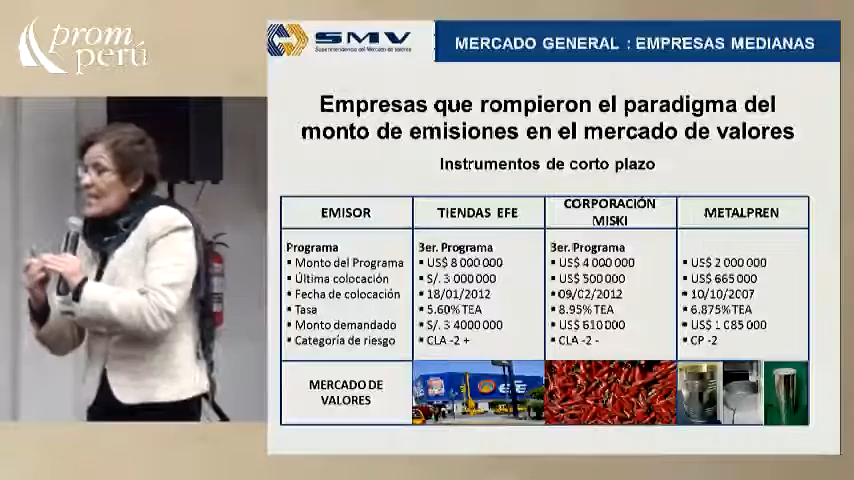 prom
perú
SMV
Superintendencia del Mercado de Valores
MERCADO GENERAL : EMPRESAS MEDIANAS
Empresas que rompieron el paradigma del
monto de emisiones en el mercado de valores
Instrumentos de corto plazo
EMISOR
TIENDAS EFE
CORPORACIÓN
MISKI
METALPREN
Programa
• Monto del Programa
• Última colocación
• Fecha de colocación
• Tasa
• Monto demandado
• Categoría de riesgo
3er. Programa
• US$ 8 000 000
• S/. 3 000 000
• 18/01/2012
• 5.60% TEA
• S/. 3 4000 000
• CLA -2 +
3er. Programa
• US$ 4 000 000
• US$ 500 000
• 09/02/2012
• 8.95% TEA
• US$ 610 000
• CLA -2 -
• US$ 2 000 000
• US$ 665 000
• 10/10/2007
• 6.875% TEA
• US$ 1 085 000
• CP -2
MERCADO DE
VALORES
EFE